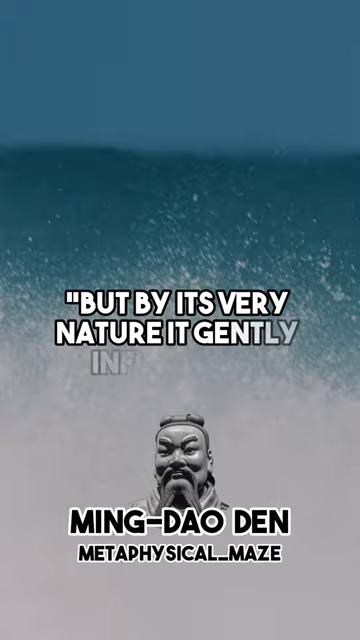 "BUT BY ITS VERY
NATURE IT GENTLY
MING-DAO DEN
METAPHYSICAL_MAZE